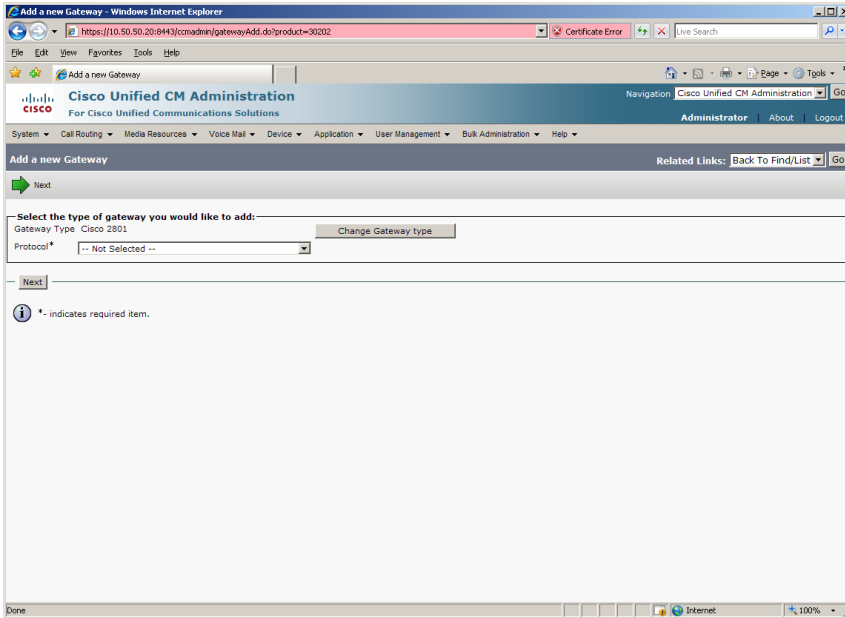 Add a new Gateway - Windows Internet Explorer
https://10.50.50.20:8443/ccmadmin/gatewayAdd.do?product=30202
Certificate Error
Live Search
File Edit View Favorites Tools Help
Add a new Gateway
Page Tools
cisco
Cisco Unified CM Administration
For Cisco Unified Communications Solutions
Navigation Cisco Unified CM Administration Go
Administrator | About | Logout
System Call Routing Media Resources Voice Mail Device Application User Management Bulk Administration Help
Add a new Gateway
Related Links: Back To Find/List Go
Next
Select the type of gateway you would like to add:
Gateway Type Cisco 2801
Change Gateway type
Protocol* -- Not Selected --
Next
i *- indicates required item.
Done
Internet
100%